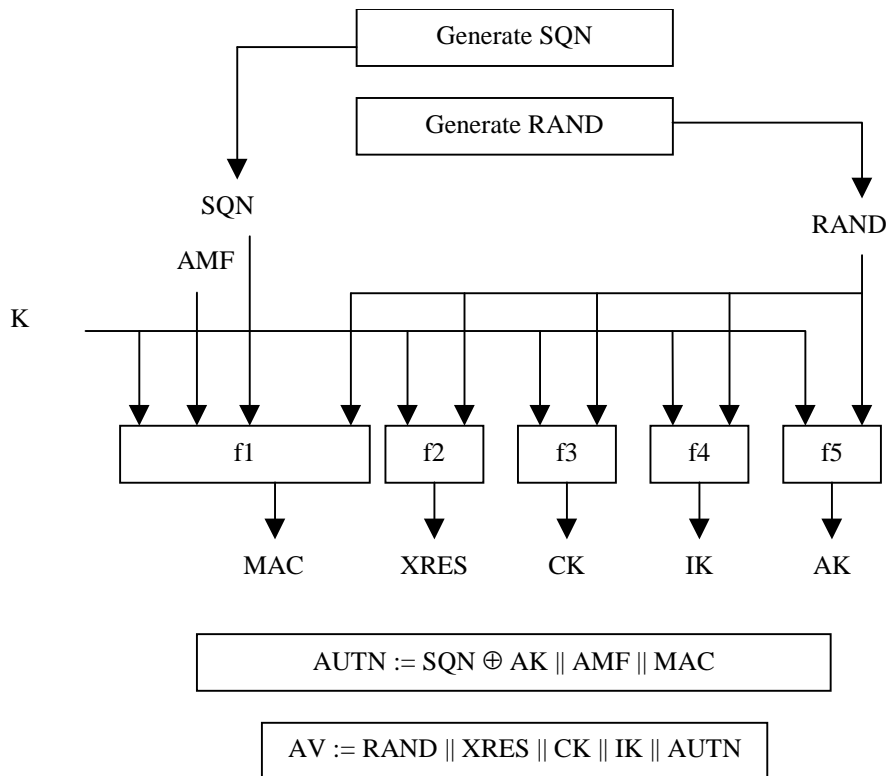 Generate SQN
Generate RAND
SQN
RAND
AMF
K
f1
f2
f3
f4
f5
MAC
XRES
CK
IK
AK
AUTN := SQN ⊕ AK || AMF || MAC
AV := RAND || XRES || CK || IK || AUTN